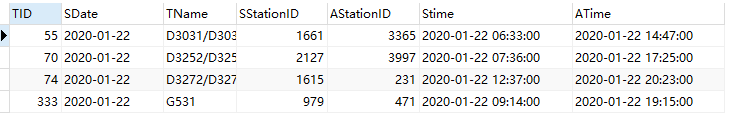 TID SDate TName SStationID AStationID Stime ATime
55 2020-01-22 D3031/D303 1661 3365 2020-01-22 06:33:00 2020-01-22 14:47:00
70 2020-01-22 D3252/D325 2127 3997 2020-01-22 07:36:00 2020-01-22 17:25:00
74 2020-01-22 D3272/D327 1615 231 2020-01-22 12:37:00 2020-01-22 20:23:00
333 2020-01-22 G531 979 471 2020-01-22 09:14:00 2020-01-22 19:15:00